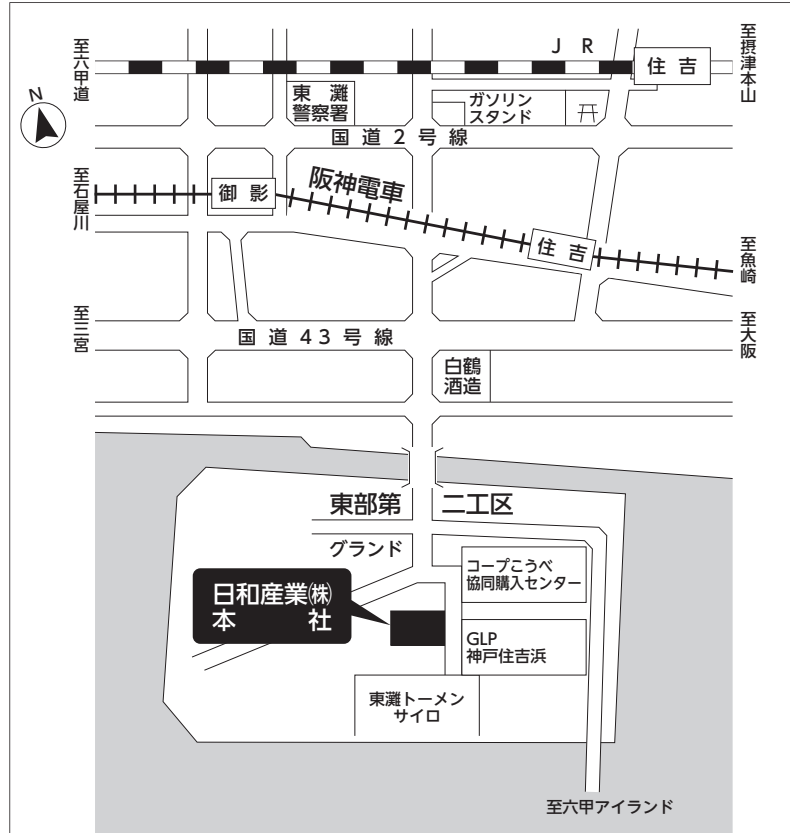 至六甲道
J R
住 吉
至摂津本山
N
東 灘
警察署
ガソリン
スタンド
国 道 2 号 線
至石屋川
御 影
阪神電車
住 吉
至魚崎
至三宮
国 道 43 号 線
至大阪
白鶴
酒造
東部第 二工区
グランド
コープこうべ
協同購入センター
日和産業㈱
本 社
GLP
神戸住吉浜
東灘トーメン
サイロ
至六甲アイランド